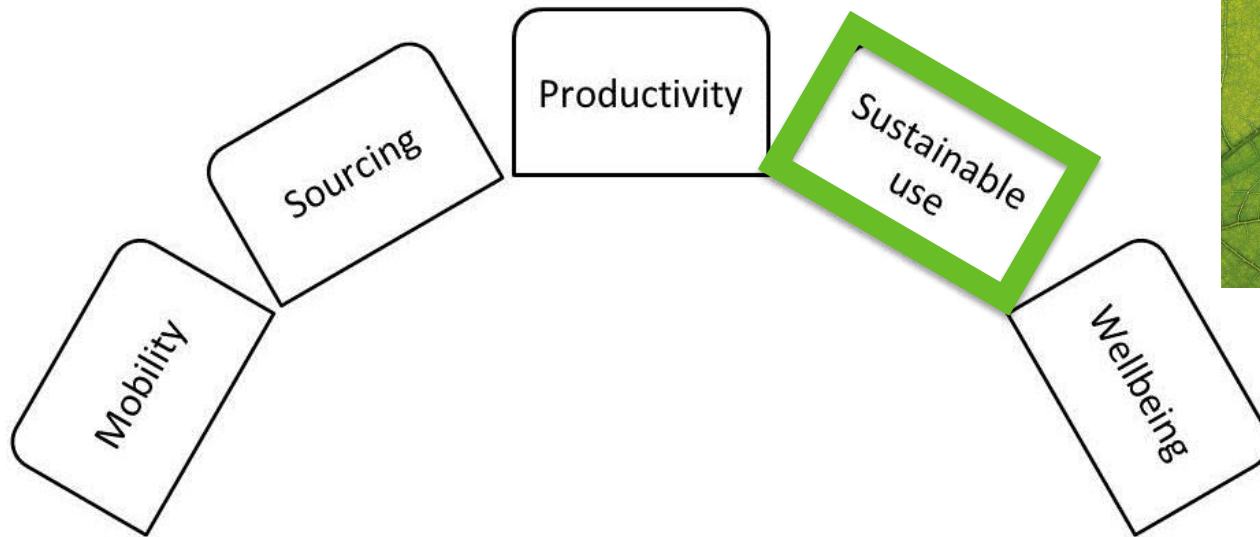 Mobility
Sourcing
Productivity
Sustainable
use
Wellbeing